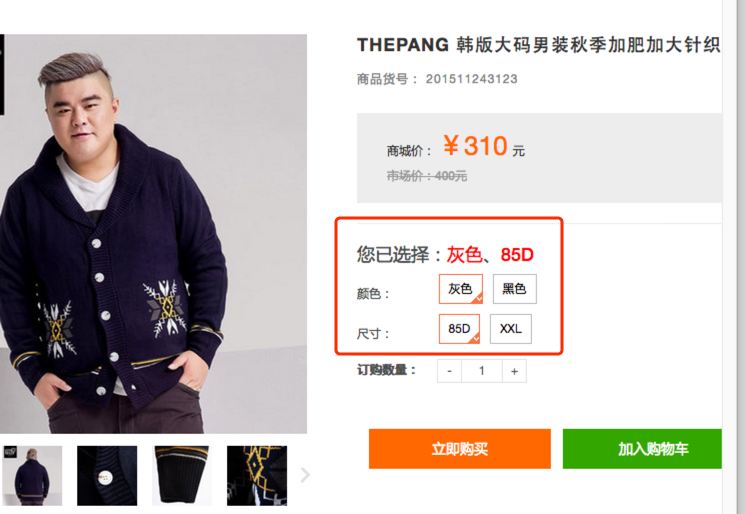 THEPANG 韩版大码男装秋季加肥加大针织
商品货号： 201511243123
商城价： ￥310 元
市场价：400元
您已选择：灰色、85D
颜色： 灰色 黑色
尺寸： 85D XXL
订购数量： - 1 +
立即购买 加入购物车